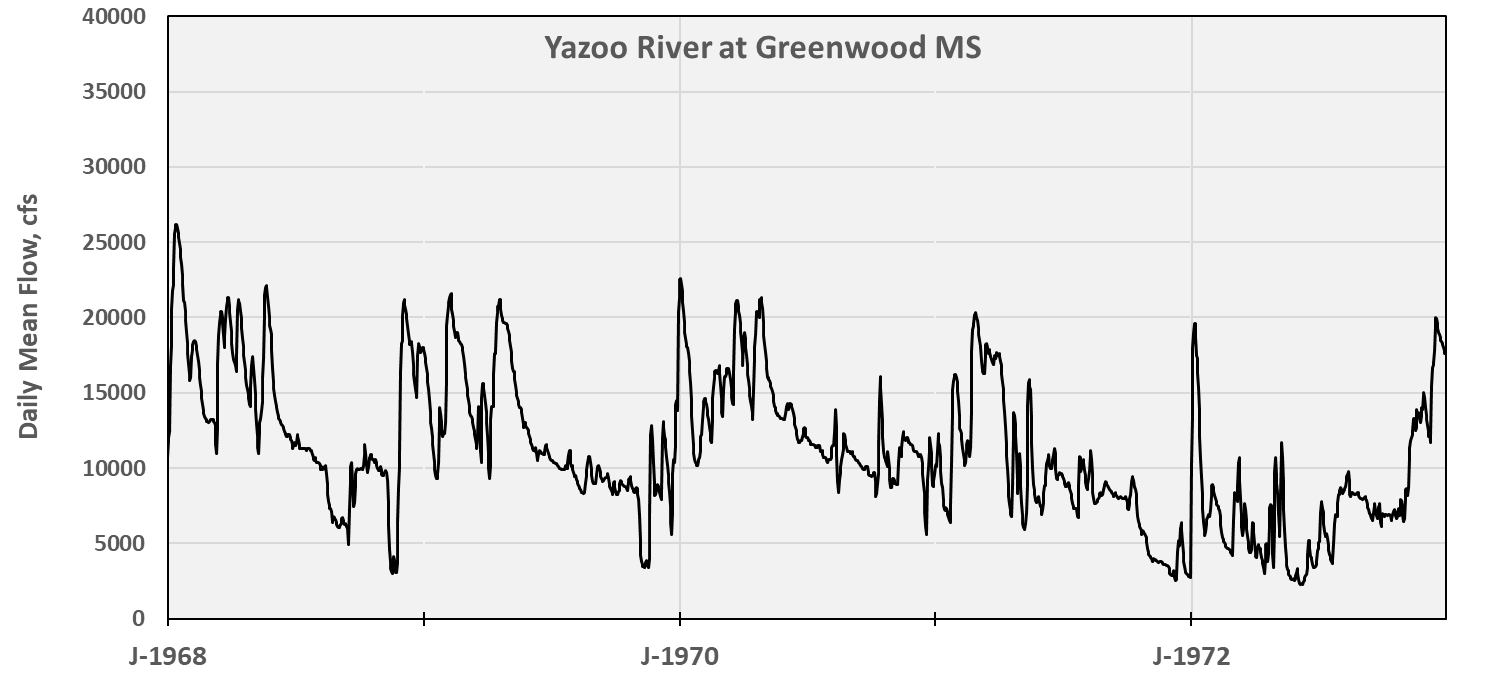 Yazoo River at Greenwood MS
Daily Mean Flow, cfs
40000
35000
30000
25000
20000
15000
10000
5000
0
J-1968
J-1970
J-1972